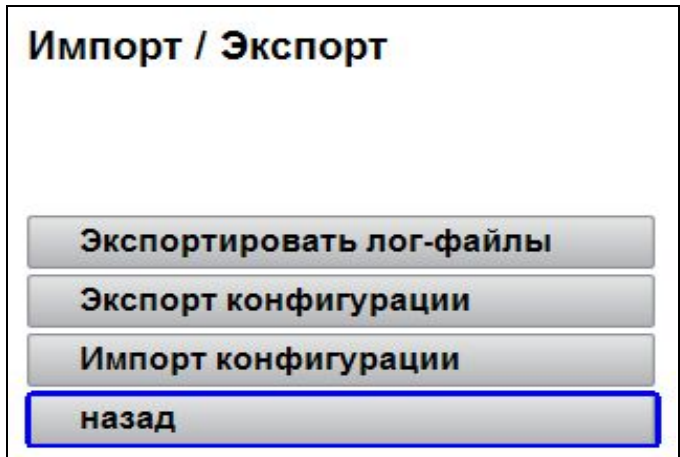 Импорт / Экспорт
Экспортировать лог-файлы
Экспорт конфигурации
Импорт конфигурации
назад